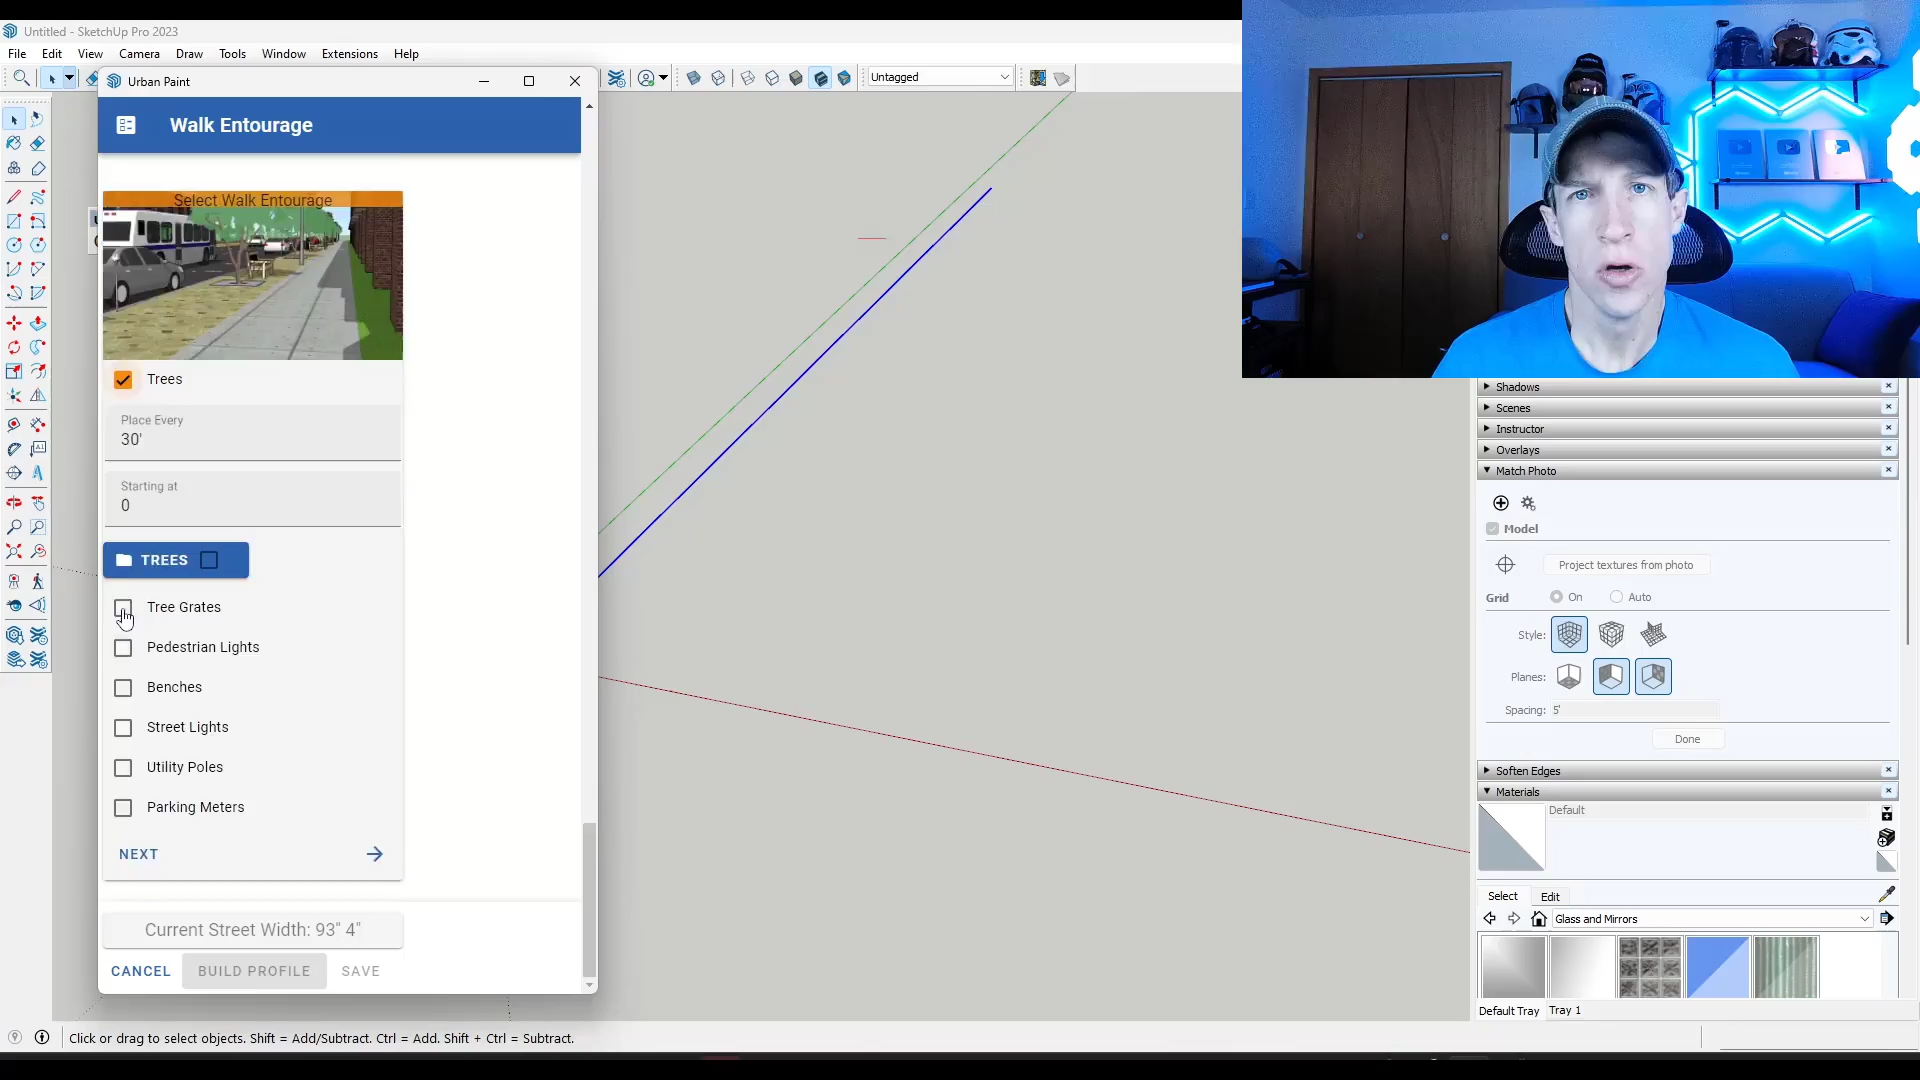 Untitled - SketchUp Pro 2023
File Edit View Camera Draw Tools Window Extensions Help
Urban Paint
Untagged
Walk Entourage
Select Walk Entourage
Trees
Place Every
30'
Starting at
0
TREES
Tree Grates
Pedestrian Lights
Benches
Street Lights
Utility Poles
Parking Meters
NEXT
Current Street Width: 93" 4"
CANCEL BUILD PROFILE SAVE
Shadows
Scenes
Instructor
Overlays
Match Photo
Model
Project textures from photo
Grid On Auto
Style:
Planes:
Spacing: 5'
Done
Soften Edges
Materials
Default
Select Edit
Glass and Mirrors
Default Tray Tray 1
Click or drag to select objects. Shift = Add/Subtract. Ctrl = Add. Shift + Ctrl = Subtract.